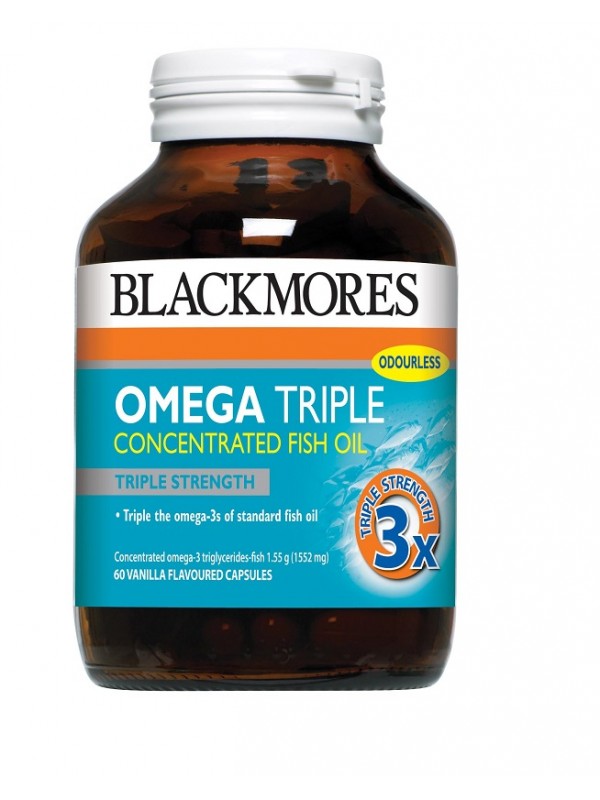 BLACKMORES
ODOURLESS
OMEGA TRIPLE
CONCENTRATED FISH OIL
TRIPLE STRENGTH
• Triple the omega-3s of standard fish oil
TRIPLE STRENGTH
3x
Concentrated omega-3 triglycerides-fish 1.55 g (1552 mg)
60 VANILLA FLAVOURED CAPSULES